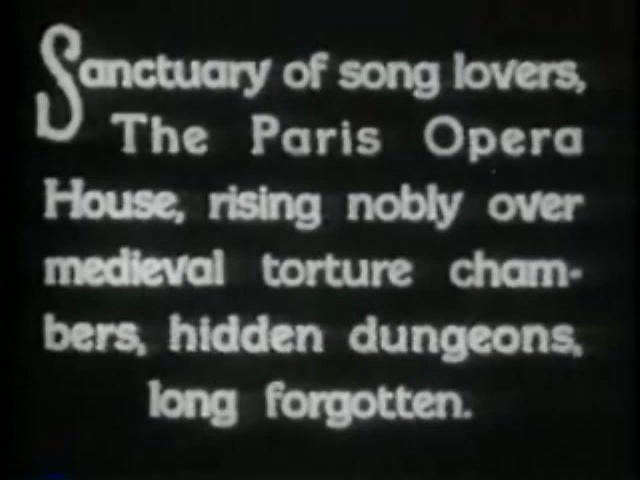 Sanctuary of song lovers,
The Paris Opera
House, rising nobly over
medieval torture cham-
bers, hidden dungeons,
long forgotten.